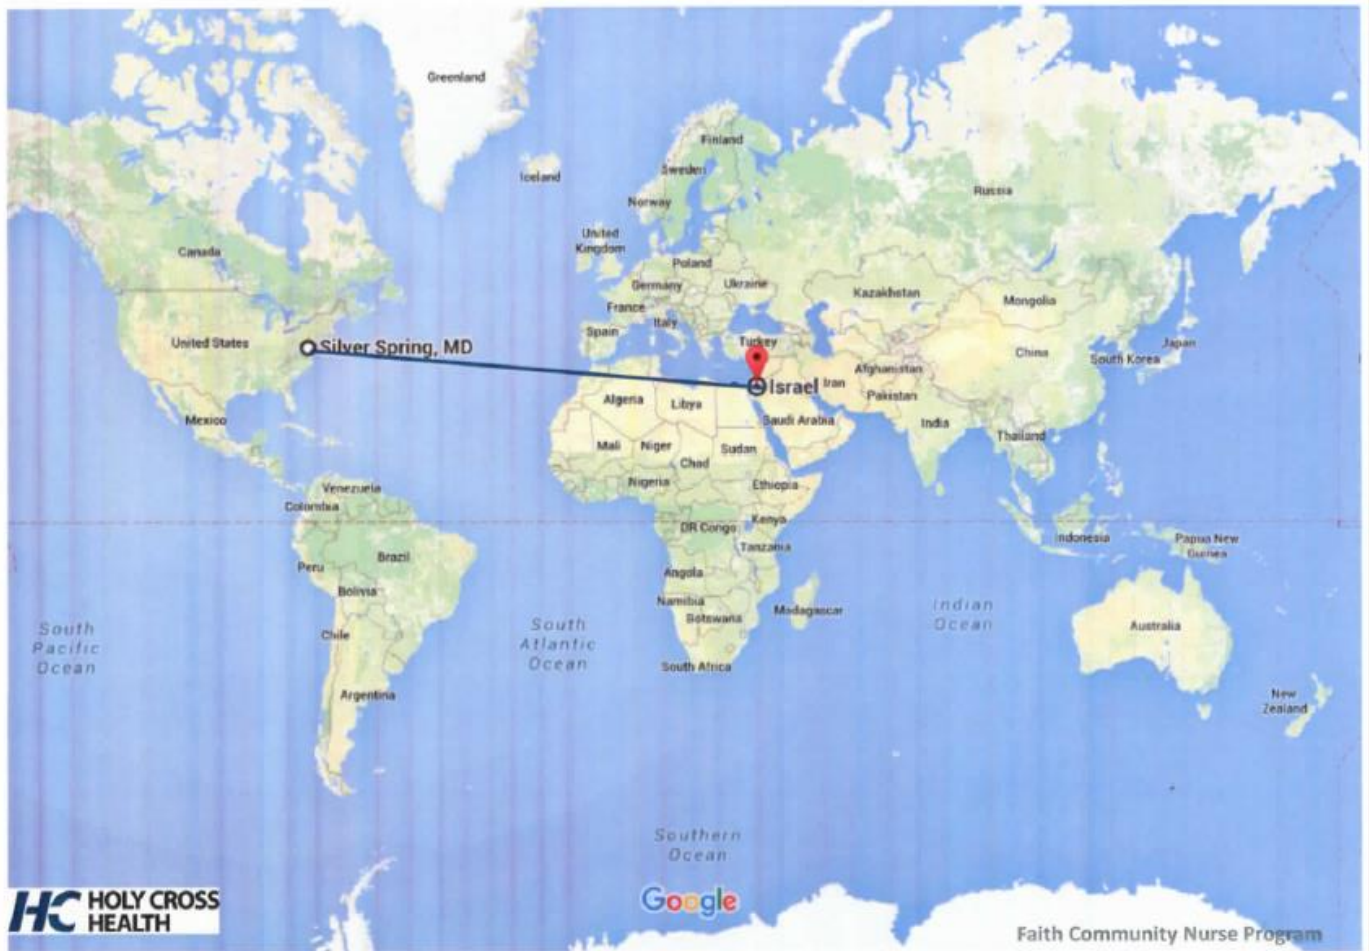 Greenland
Finland
Iceland
Sweden
Russia
Norway
United
Kingdom
Canada
Poland
Germany
Ukraine
Kazakhstan
Mongolia
France
Italy
Spain
United States
Silver Spring, MD
Turkey
China
Japan
South Korea
Afghanistan
Israel
Iran
Pakistan
Algeria
Libya
Mexico
Saudi Arabia
India
Thailand
Mali
Niger
Sudan
Chad
Nigeria
Ethiopia
Venezuela
Colombia
Kenya
DR Congo
Tanzania
Indonesia
Papua New
Guinea
Brazil
Peru
Angola
Bolivia
Namibia
Botswana
Madagascar
Indian
Ocean
South
Pacific
Ocean
South
Atlantic
Ocean
Chile
Australia
South Africa
Argentina
New
Zealand
Southern
Ocean
HC HOLY CROSS
HEALTH
Google
Faith Community Nurse Program